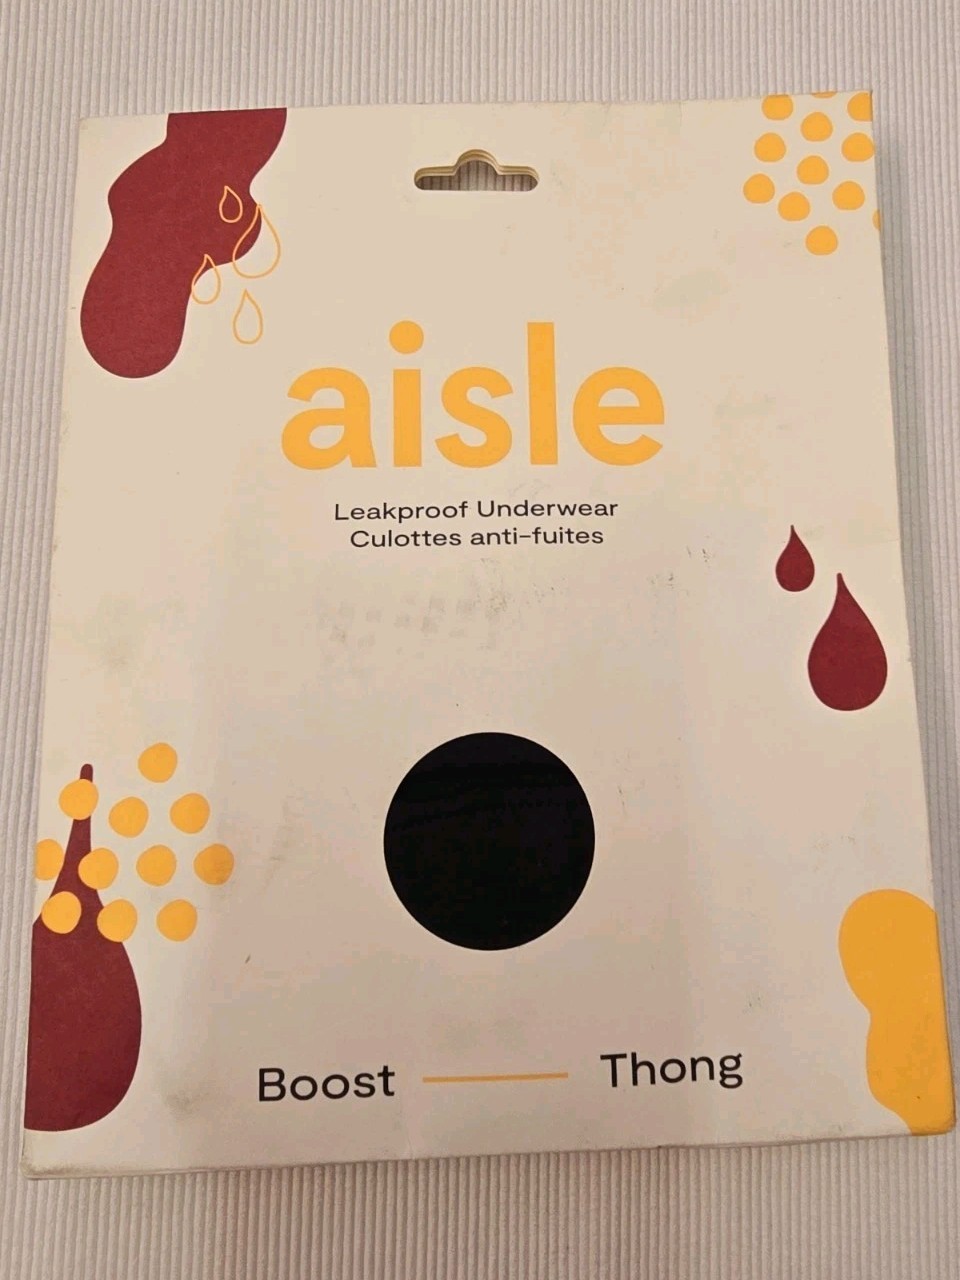 aisle
Leakproof Underwear
Culottes anti-fuites
Boost
Thong